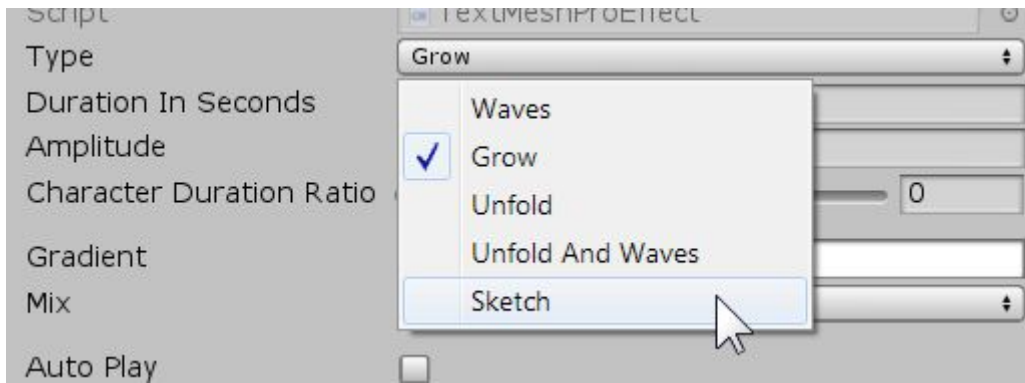 Script TextMeshProEffect
Type Grow
Duration In Seconds
Waves
Amplitude
Grow
Character Duration Ratio 0
Unfold
Gradient
Unfold And Waves
Mix
Sketch
Auto Play